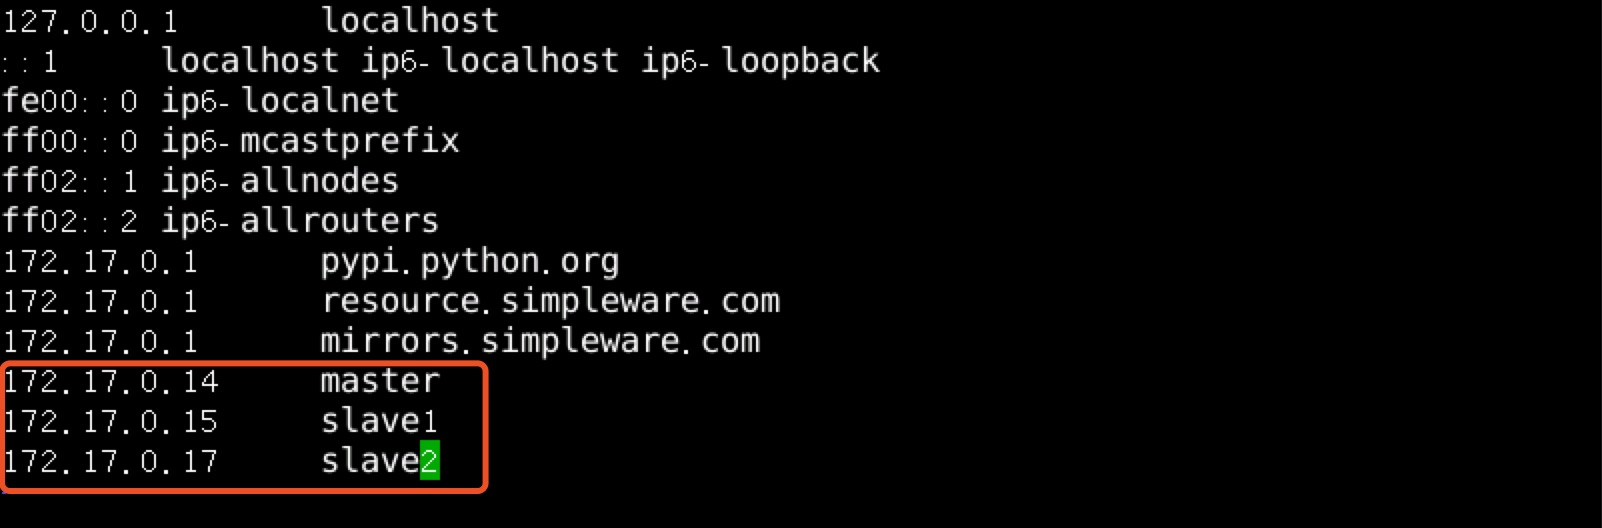 127.0.0.1 localhost
::1 localhost ip6-localhost ip6-loopback
fe00::0 ip6-localnet
ff00::0 ip6-mcastprefix
ff02::1 ip6-allnodes
ff02::2 ip6-allrouters
172.17.0.1 pypi.python.org
172.17.0.1 resource.simpleware.com
172.17.0.1 mirrors.simpleware.com
172.17.0.14 master
172.17.0.15 slave1
172.17.0.17 slave2